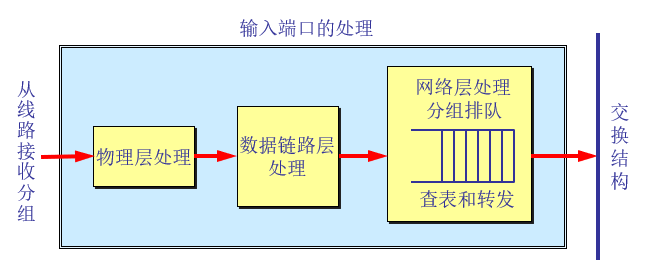 输入端口的处理
从线路接收分组
物理层处理
数据链路层
处理
网络层处理
分组排队
查表和转发
交换结构